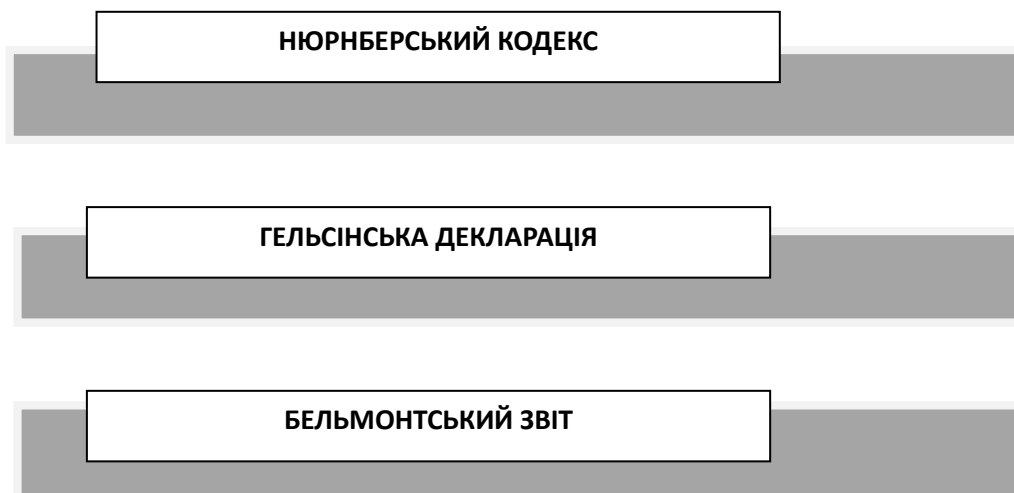 НЮРНБЕРСЬКИЙ КОДЕКС
ГЕЛЬСІНСЬКА ДЕКЛАРАЦІЯ
БЕЛЬМОНТСЬКИЙ ЗВІТ